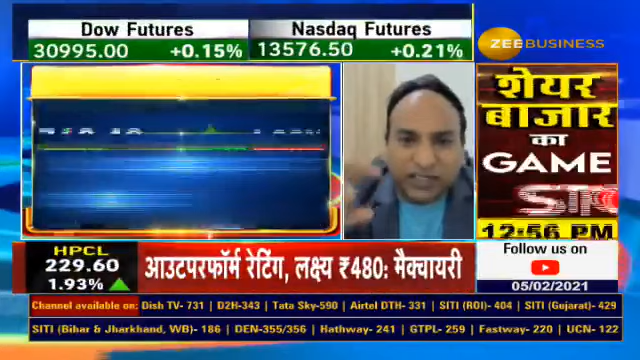 Dow Futures
30995.00 +0.15%
Nasdaq Futures
13576.50 +0.21%
ZEE BUSINESS
शेयर
बाजार
का
GAME
12:56 PM
HPCL
229.60
1.93%
आउटपरफॉर्म रेटिंग, लक्ष्य ₹480: मैक्वायरी
Follow us on
05/02/2021
Channel available on: Dish TV- 731 | D2H-343 | Tata Sky-590 | Airtel DTH- 331 | SITI (ROI)- 404 | SITI (Gujarat)- 429
SITI (Bihar & Jharkhand, WB)- 186 | DEN-355/356 | Hathway- 241 | GTPL- 259 | Fastway- 220 | UCN- 122